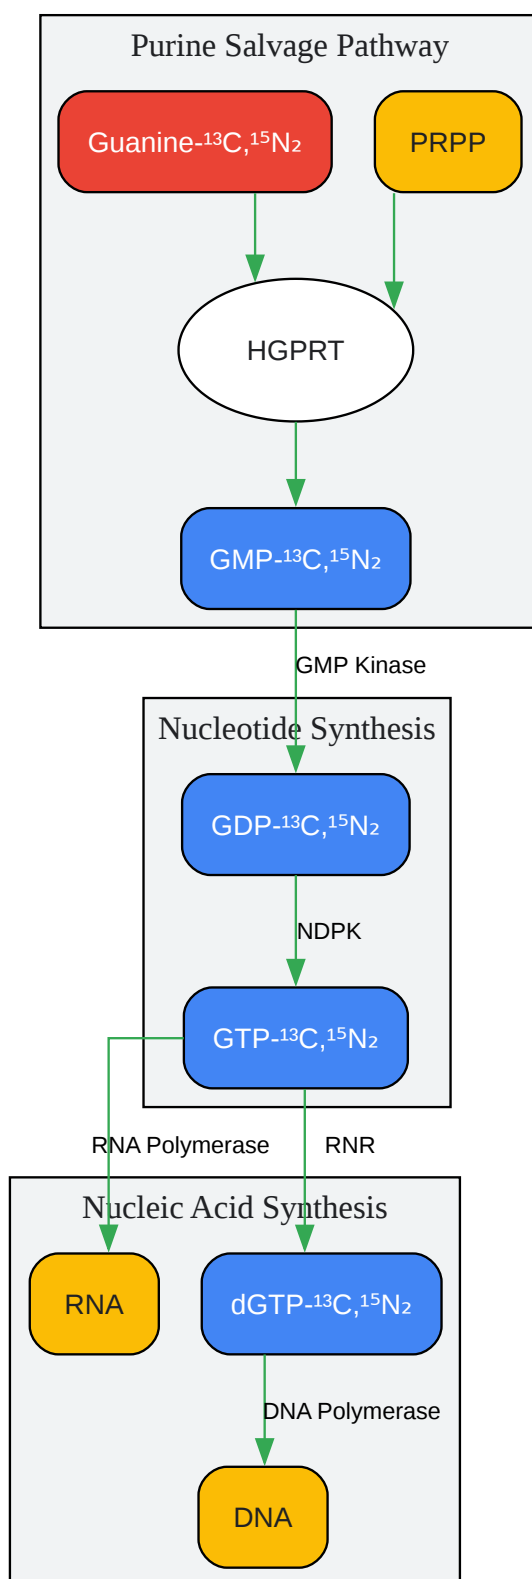 Purine Salvage Pathway
Guanine-¹³C,¹⁵N₂
PRPP
HGPRT
GMP-¹³C,¹⁵N₂
GMP Kinase
Nucleotide Synthesis
GDP-¹³C,¹⁵N₂
NDPK
GTP-¹³C,¹⁵N₂
RNA Polymerase
RNR
Nucleic Acid Synthesis
RNA
dGTP-¹³C,¹⁵N₂
DNA Polymerase
DNA